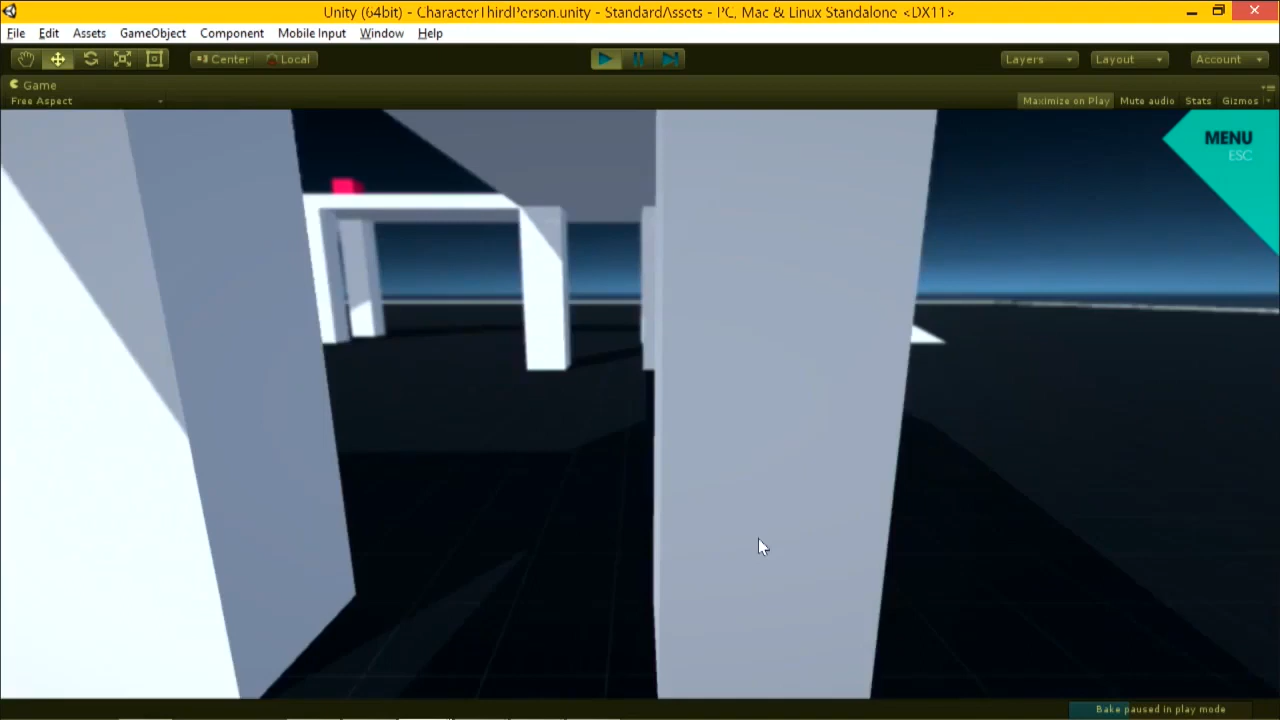 Unity (64bit) - CharacterThirdPerson.unity - StandardAssets - PC, Mac & Linux Standalone <DX11>
File Edit Assets GameObject Component Mobile Input Window Help
Center Local Layers Layout Account
Game
Free Aspect Maximize on Play Mute audio Stats Gizmos
MENU
ESC
Bake paused in play mode